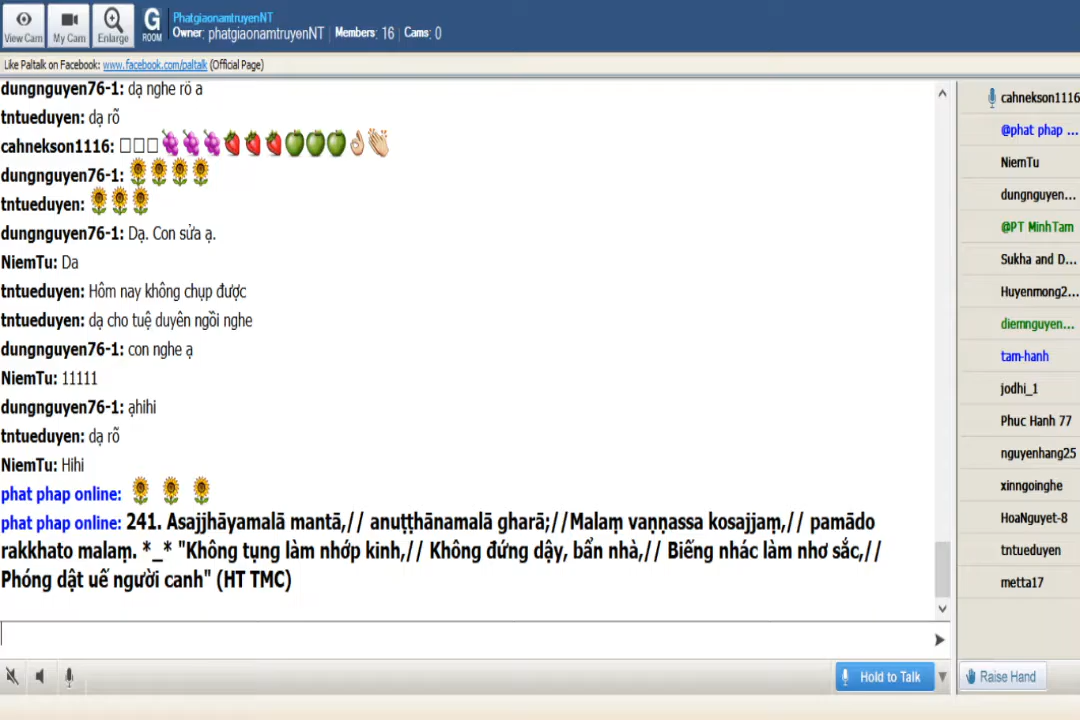 View Cam
My Cam
Enlarge
G
ROOM
PhatgiaonamtruyenNT
Owner: phatgiaonamtruyenNT | Members: 16 | Cams: 0
Like Paltalk on Facebook: www.facebook.com/paltalk (Official Page)
dungnguyen76-1: dạ nghe rõ a
tntueduyen: dạ rõ
cahnekson1116:
dungnguyen76-1:
tntueduyen:
dungnguyen76-1: Dạ. Con sửa ạ.
NiemTu: Da
tntueduyen: Hôm nay không chụp được
tntueduyen: dạ cho tuệ duyên ngồi nghe
dungnguyen76-1: con nghe ạ
NiemTu: 11111
dungnguyen76-1: ạhihi
tntueduyen: dạ rõ
NiemTu: Hihi
phat phap online:
phat phap online: 241. Asajjhāyamalā mantā,// anuṭṭhānamalā gharā;//Malaṃ vaṇṇassa kosajjaṃ,// pamādo
rakkhato malaṃ. *_* "Không tụng làm nhớp kinh,// Không đứng dậy, bẩn nhà,// Biếng nhác làm nhơ sắc,//
Phóng dật uế người canh" (HT TMC)
Hold to Talk
cahnekson1116
@phat phap ...
NiemTu
dungnguyen...
@PT MinhTam
Sukha and D...
Huyenmong2...
diemnguyen...
tam-hanh
jodhi_1
Phuc Hanh 77
nguyenhang25
xinngoinghe
HoaNguyet-8
tntueduyen
metta17
Raise Hand